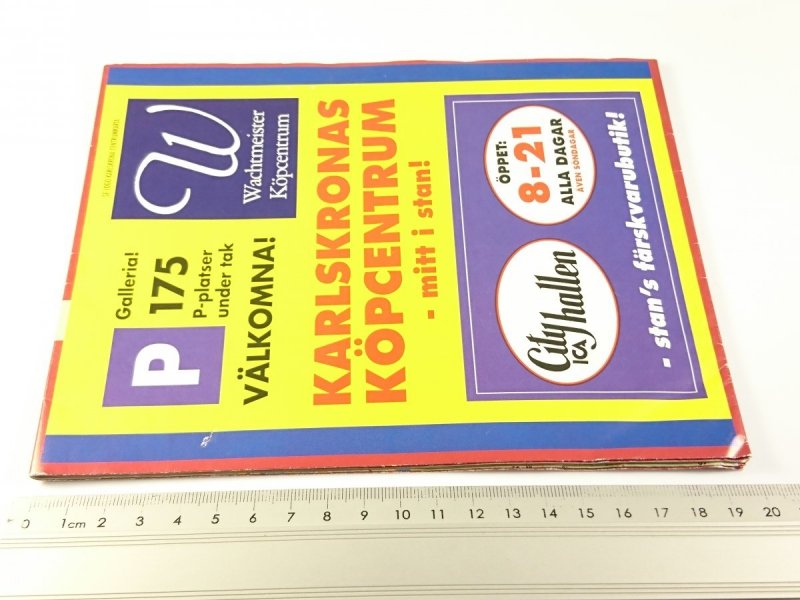 Galleria!
P
175
P-platser
under tak
VÄLKOMNA!
W
Wachtmeister
Köpcentrum
KARLSKRONAS
KÖPCENTRUM
- mitt i stan!
City
ICA hallen
ÖPPET:
8-21
ALLA DAGAR
ÄVEN SÖNDAGAR
- stan's färskvarubutik!
0 1cm 2 3 4 5 6 7 8 9 10 11 12 13 14 15 16 17 18 19 20